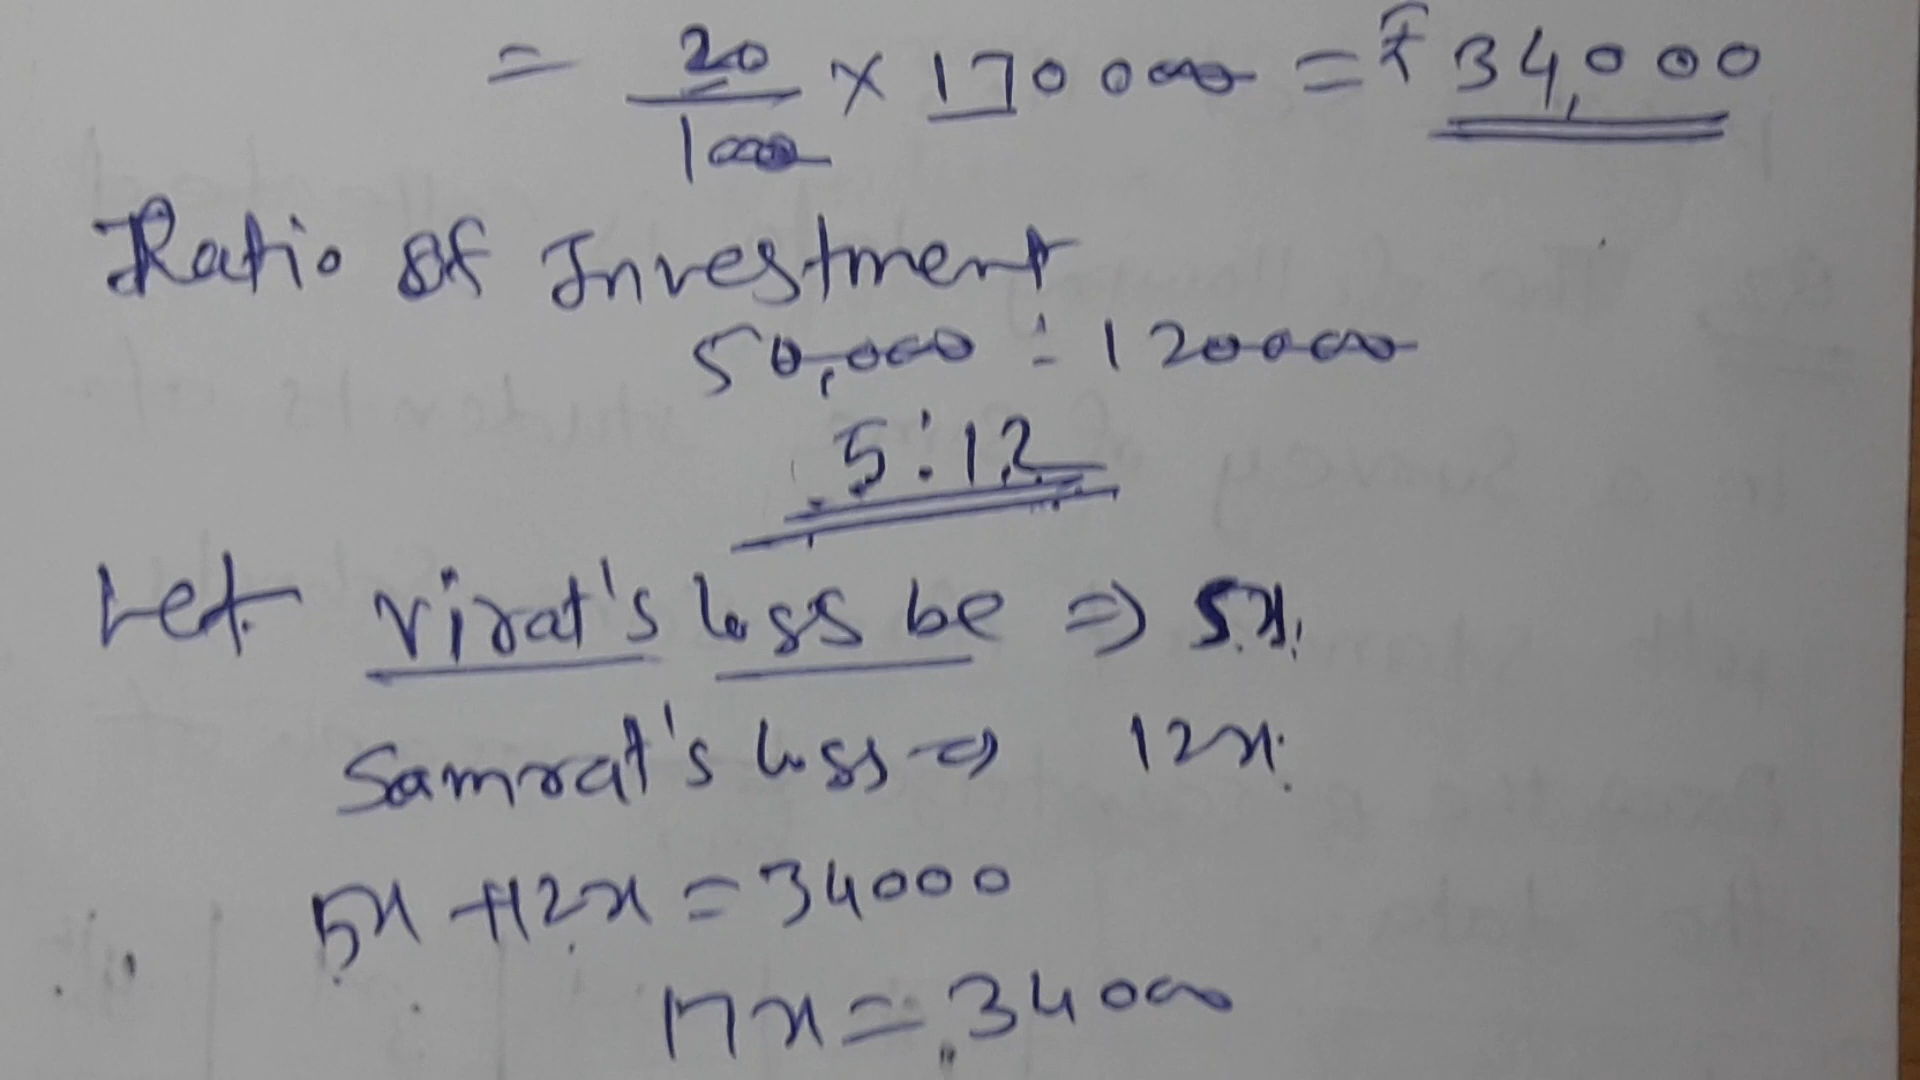 = 20/100 × 170000 = ₹ 34,000
Ratio of Investment
50,000 : 120000
5:12
Let Virat's loss be ⇒ 5x
Samrat's loss ⇒ 12x
5x +12x = 34000
17x = 34000